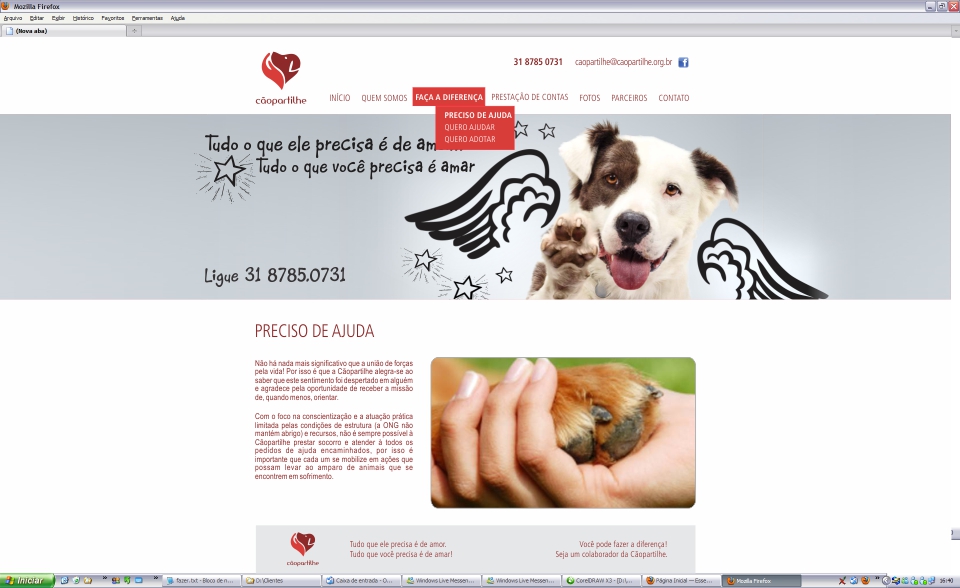 Mozilla Firefox
Arquivo Editar Exibir Histórico Favoritos Ferramentas Ajuda
(Nova aba)
31 8785 0731 caopartilhe@caopartilhe.org.br
cãopartilhe
INÍCIO QUEM SOMOS FAÇA A DIFERENÇA PRESTAÇÃO DE CONTAS FOTOS PARCEIROS CONTATO
PRECISO DE AJUDA
QUERO AJUDAR
QUERO ADOTAR
Tudo o que ele precisa é de am
Tudo o que você precisa é amar
Ligue 31 8785.0731
PRECISO DE AJUDA
Não há nada mais significativo que a união de forças
pela vida! Por isso é que a Cãopartilhe alegra-se ao
saber que este sentimento foi despertado em alguém
e agradece pela oportunidade de receber a missão
de, quando menos, orientar.
Com o foco na conscientização e a atuação prática
limitada pelas condições de estrutura (a ONG não
mantém abrigo) e recursos, não é sempre possível à
Cãopartilhe prestar socorro e atender à todos os
pedidos de ajuda encaminhados, por isso é
importante que cada um se mobilize em ações que
possam levar ao amparo de animais que se
encontrem em sofrimento.
cãopartilhe
Tudo que ele precisa é de amor.
Tudo que você precisa é de amar!
Você pode fazer a diferença!
Seja um colaborador da Cãopartilhe.
Iniciar
fazer.txt - Bloco de n...
D:\Clientes
Caixa de entrada - O...
Windows Live Messen...
Windows Live Messen...
CorelDRAW X3 - [D:\...
Página Inicial — Esse...
Mozilla Firefox
16:40